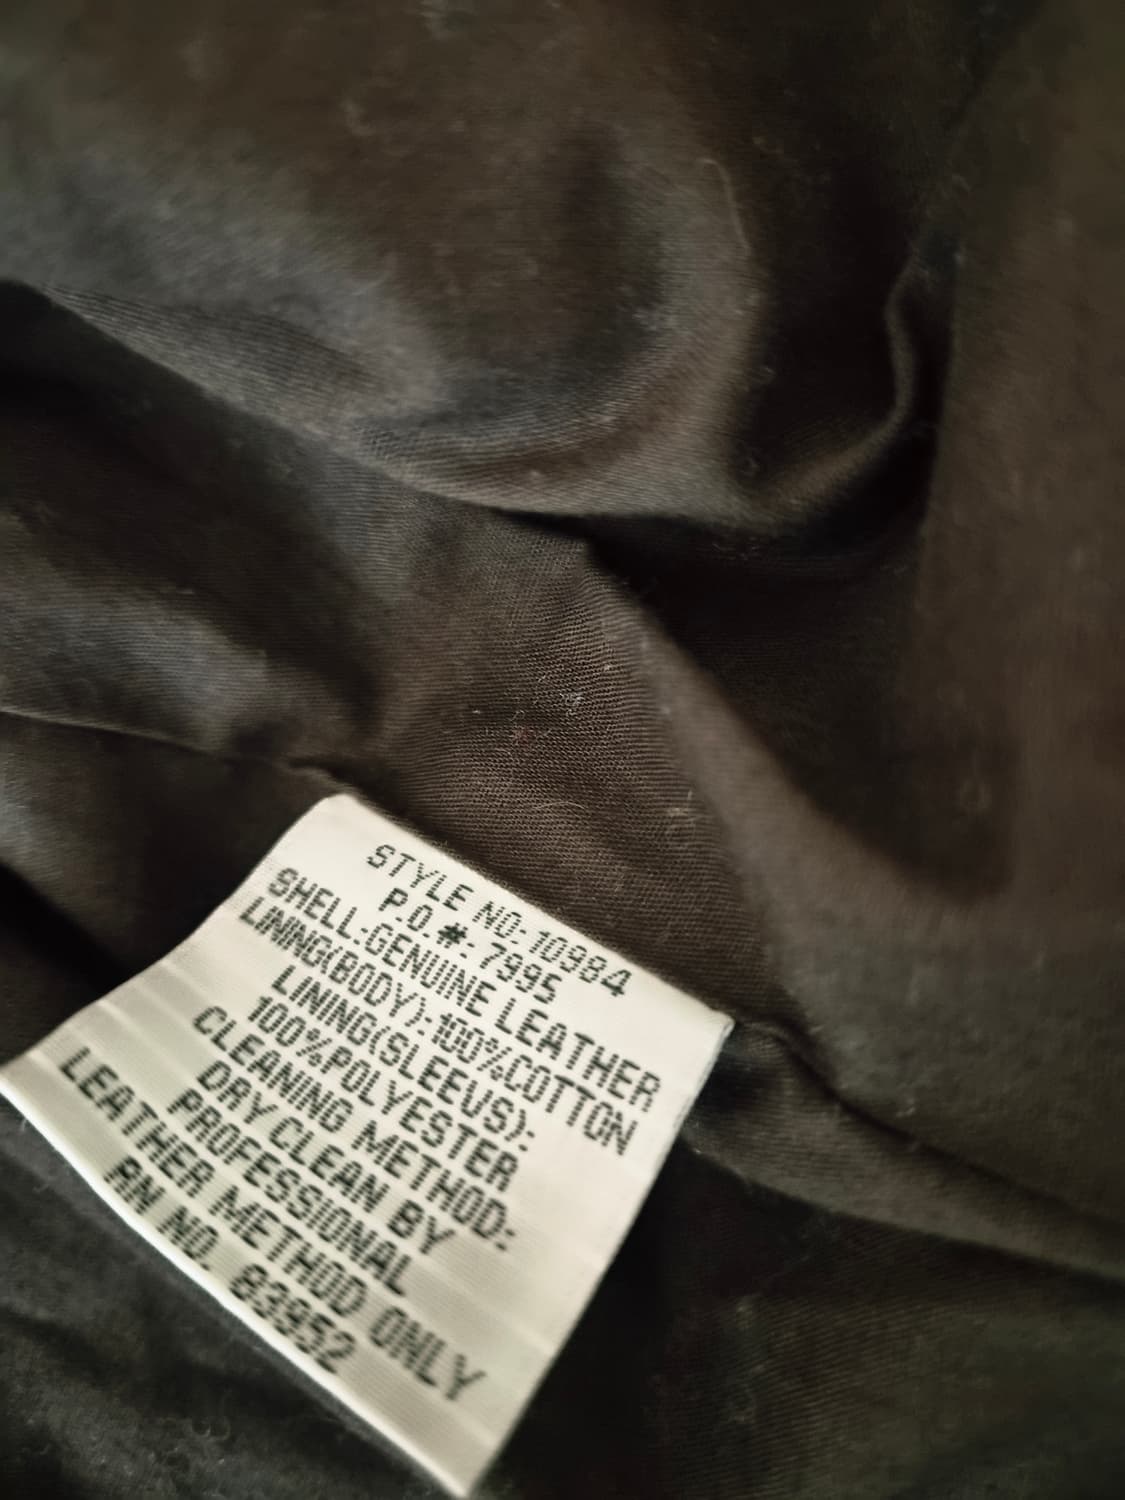 STYLE NO: 10984
P.O.#: 7995
SHELL:GENUINE LEATHER
LINING(BODY):100%COTTON
LINING(SLEEUS):
100%POLYESTER
CLEANING METHOD:
DRY CLEAN BY
PROFESSIONAL
LEATHER METHOD ONLY
RN NO. 83952